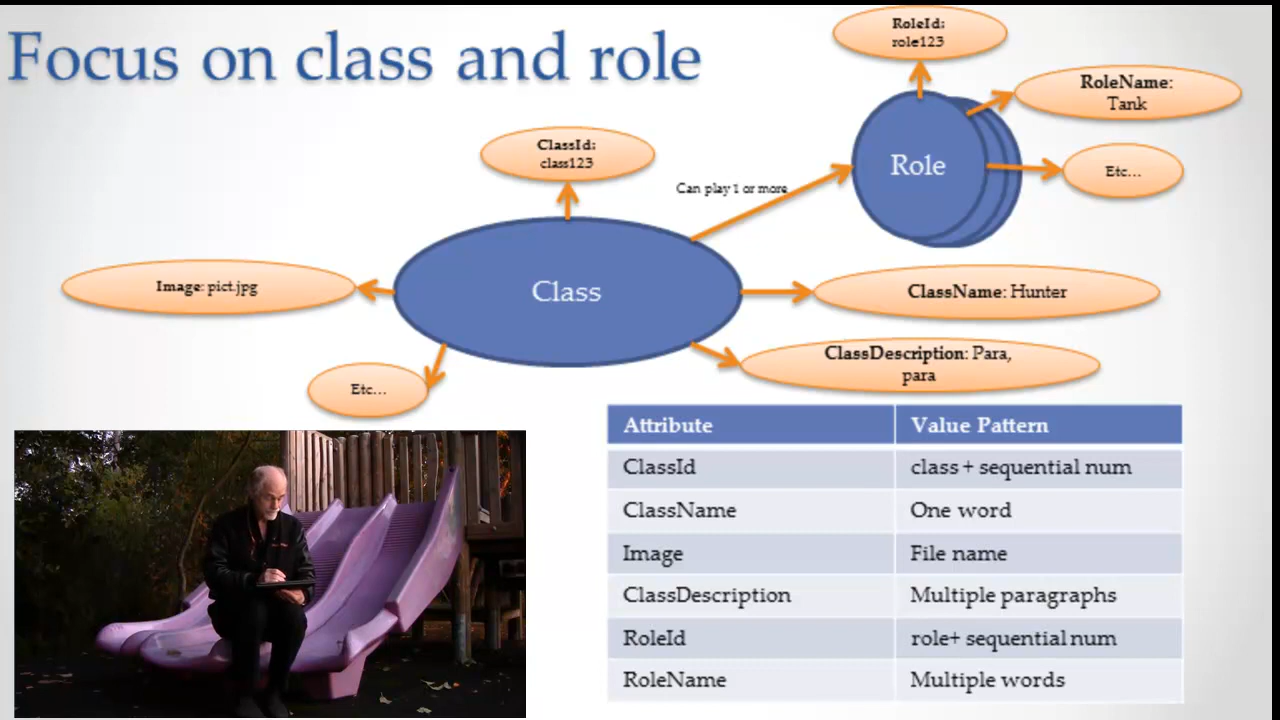 Focus on class and role
RoleId:
role123
RoleName:
Tank
ClassId:
class123
Role
Etc...
Can play 1 or more
Image: pict.jpg
Class
ClassName: Hunter
ClassDescription: Para,
para
Etc...
Attribute Value Pattern
ClassId class + sequential num
ClassName One word
Image File name
ClassDescription Multiple paragraphs
RoleId role+ sequential num
RoleName Multiple words